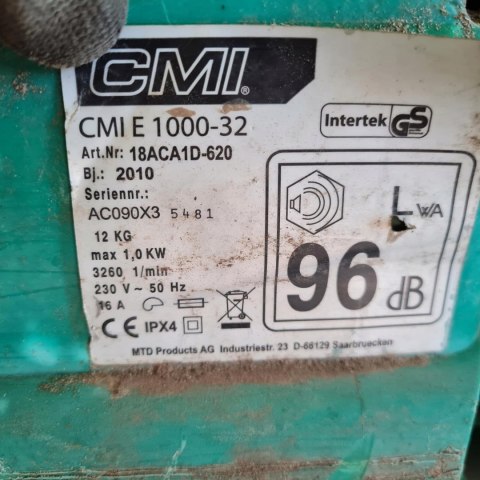 CMI®
CMI E 1000-32
Intertek GS
Art.Nr: 18ACA1D-620
Bj.: 2010
Seriennr.:
AC090X3 5481
12 KG
max 1,0 KW
3260 1/min
230 V ~ 50 Hz
16 A
CE IPX4
LWA
96 dB
MTD Products AG Industriestr. 23 D-66129 Saarbruecken